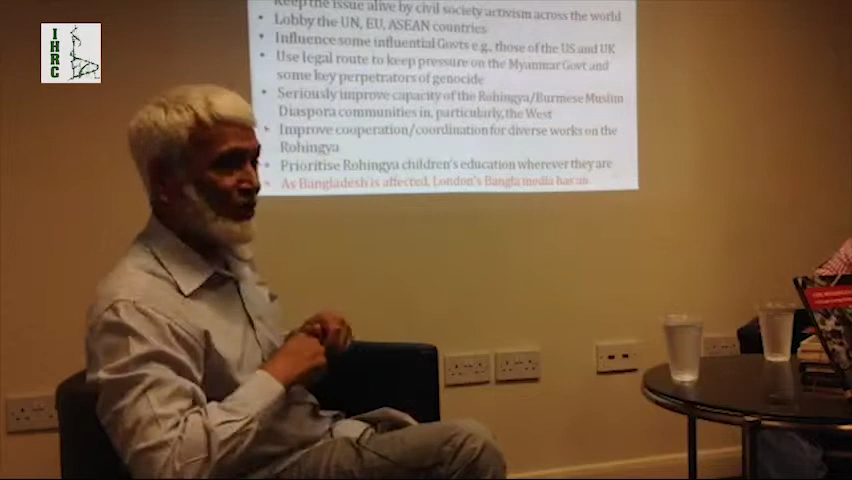 IHRC
Keep the issue alive by civil society activism across the world
• Lobby the UN, EU, ASEAN countries
• Influence some influential Govts e.g., those of the US and UK
• Use legal route to keep pressure on the Myanmar Govt and
some key perpetrators of genocide
• Seriously improve capacity of the Rohingya/Burmese Muslim
Diaspora communities in, particularly, the West
• Improve cooperation/coordination for diverse works on the
Rohingya
• Prioritise Rohingya children's education wherever they are
• As Bangladesh is affected, London's Bangla media has an